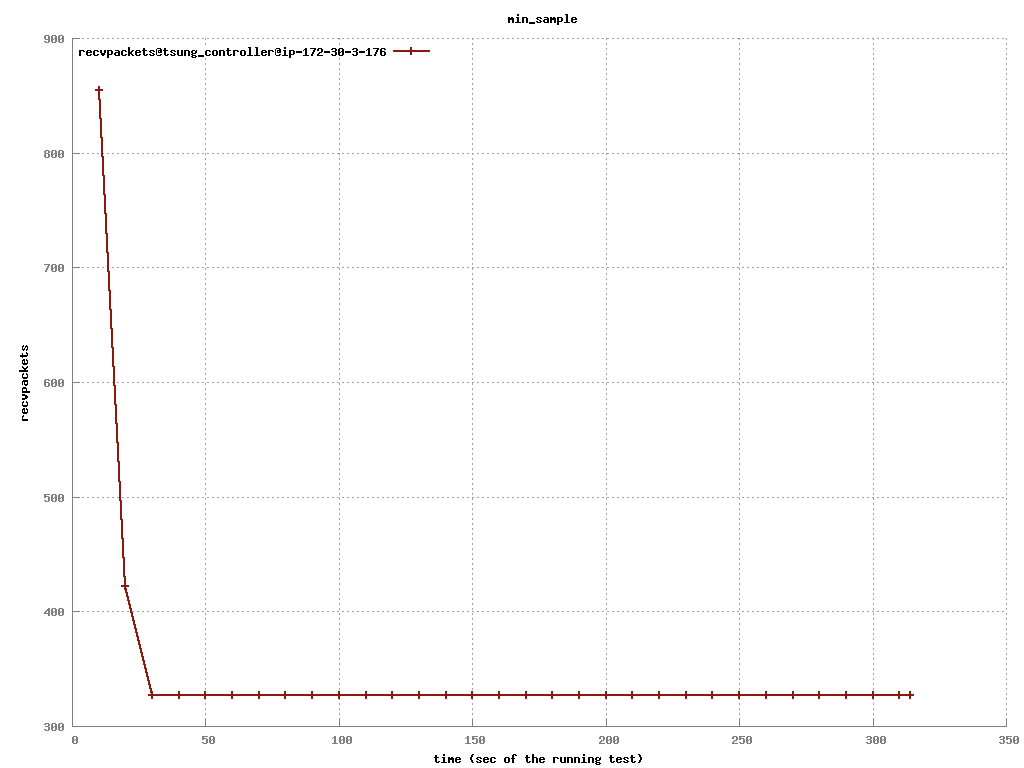 min_sample
recvpackets@tsung_controller@ip-172-30-3-176
900
800
700
600
500
400
300
recvpackets
0 50 100 150 200 250 300 350
time (sec of the running test)